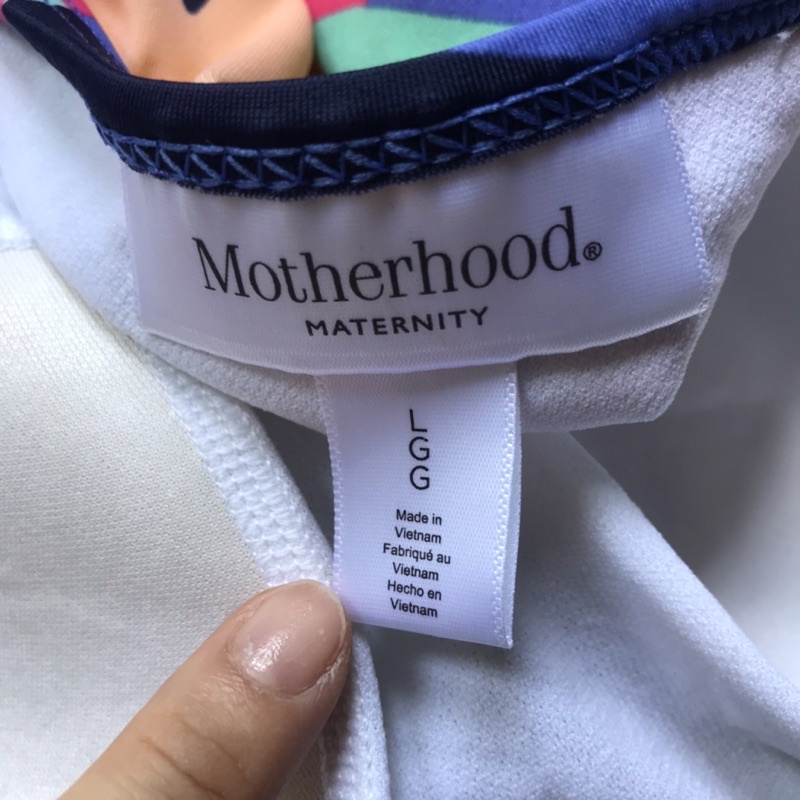 Motherhood®
MATERNITY
L
G
G
Made in
Vietnam
Fabriqué au
Vietnam
Hecho en
Vietnam